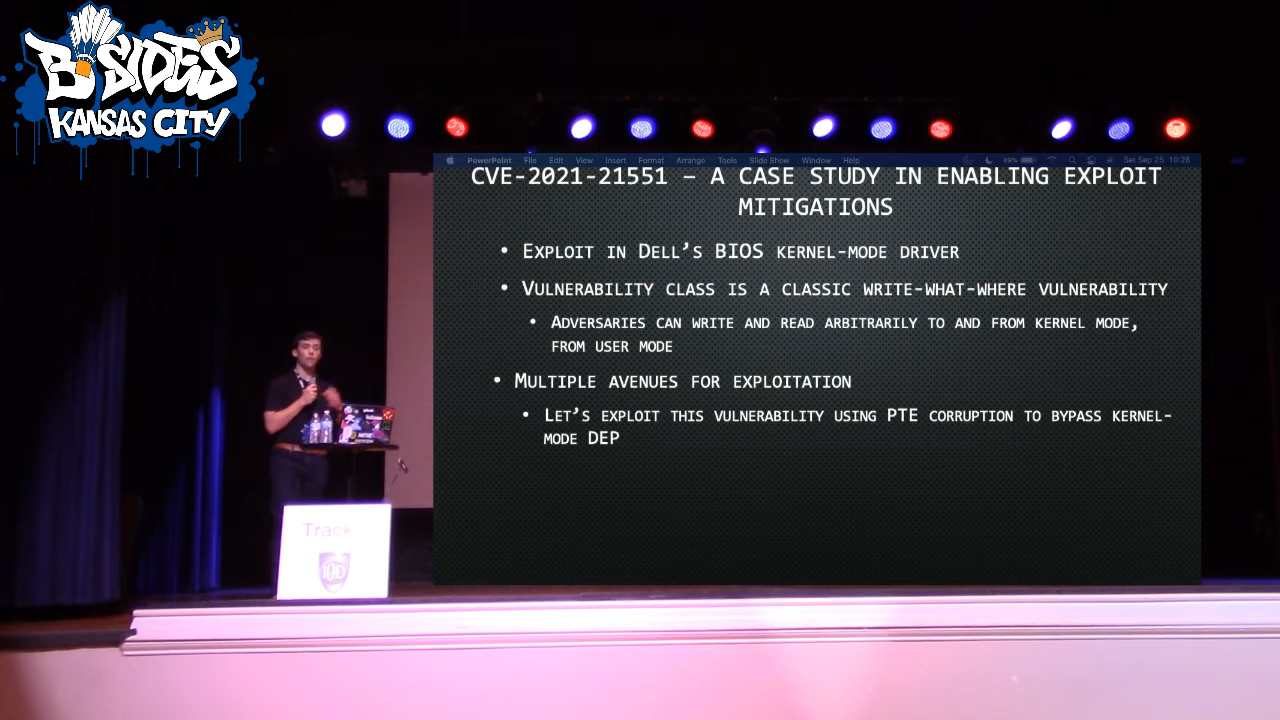 B SIDES
KANSAS CITY
PowerPoint File Edit View Insert Format Arrange Tools Slide Show Window Help 89% Sat Sep 25 10:26
CVE-2021-21551 – A CASE STUDY IN ENABLING EXPLOIT
MITIGATIONS
• EXPLOIT IN DELL'S BIOS KERNEL-MODE DRIVER
• VULNERABILITY CLASS IS A CLASSIC WRITE-WHAT-WHERE VULNERABILITY
• ADVERSARIES CAN WRITE AND READ ARBITRARILY TO AND FROM KERNEL MODE,
FROM USER MODE
• MULTIPLE AVENUES FOR EXPLOITATION
• LET'S EXPLOIT THIS VULNERABILITY USING PTE CORRUPTION TO BYPASS KERNEL-
MODE DEP
Track